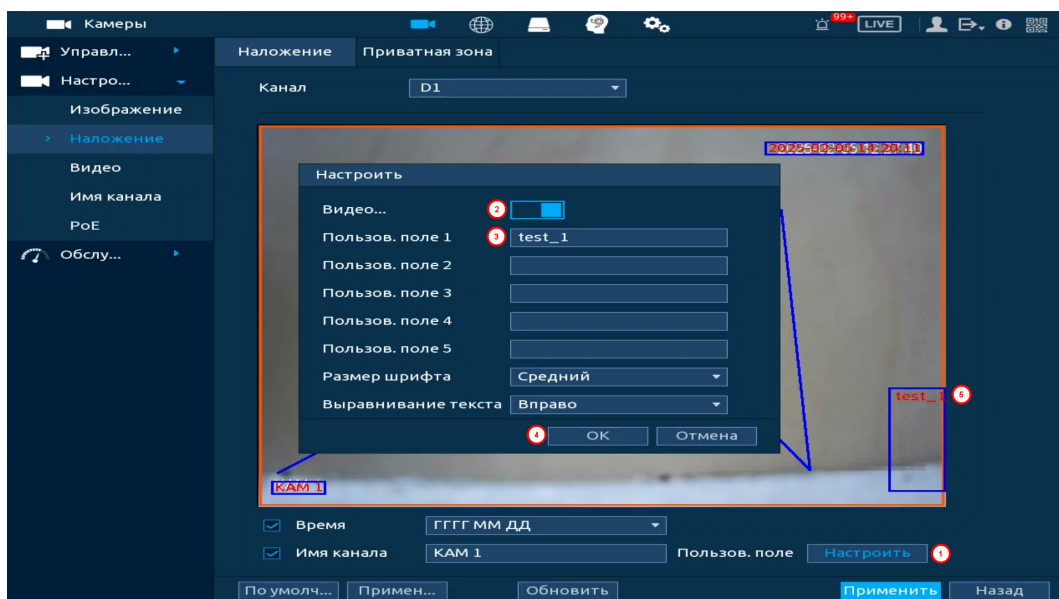 Камеры
99+
LIVE
Управл...
Настро...
Изображение
Наложение
Видео
Имя канала
PoE
Обслу...
Наложение Приватная зона
Канал D1
Настроить
Видео... 2
Пользов. поле 1 3 test_1
Пользов. поле 2
Пользов. поле 3
Пользов. поле 4
Пользов. поле 5
Размер шрифта Средний
Выравнивание текста Вправо
4 OK Отмена
test_1 5
КАМ 1
Время ГГГГ ММ ДД
Имя канала КАМ 1 Пользов. поле Настроить 1
По умолч... Примен... Обновить Применить Назад